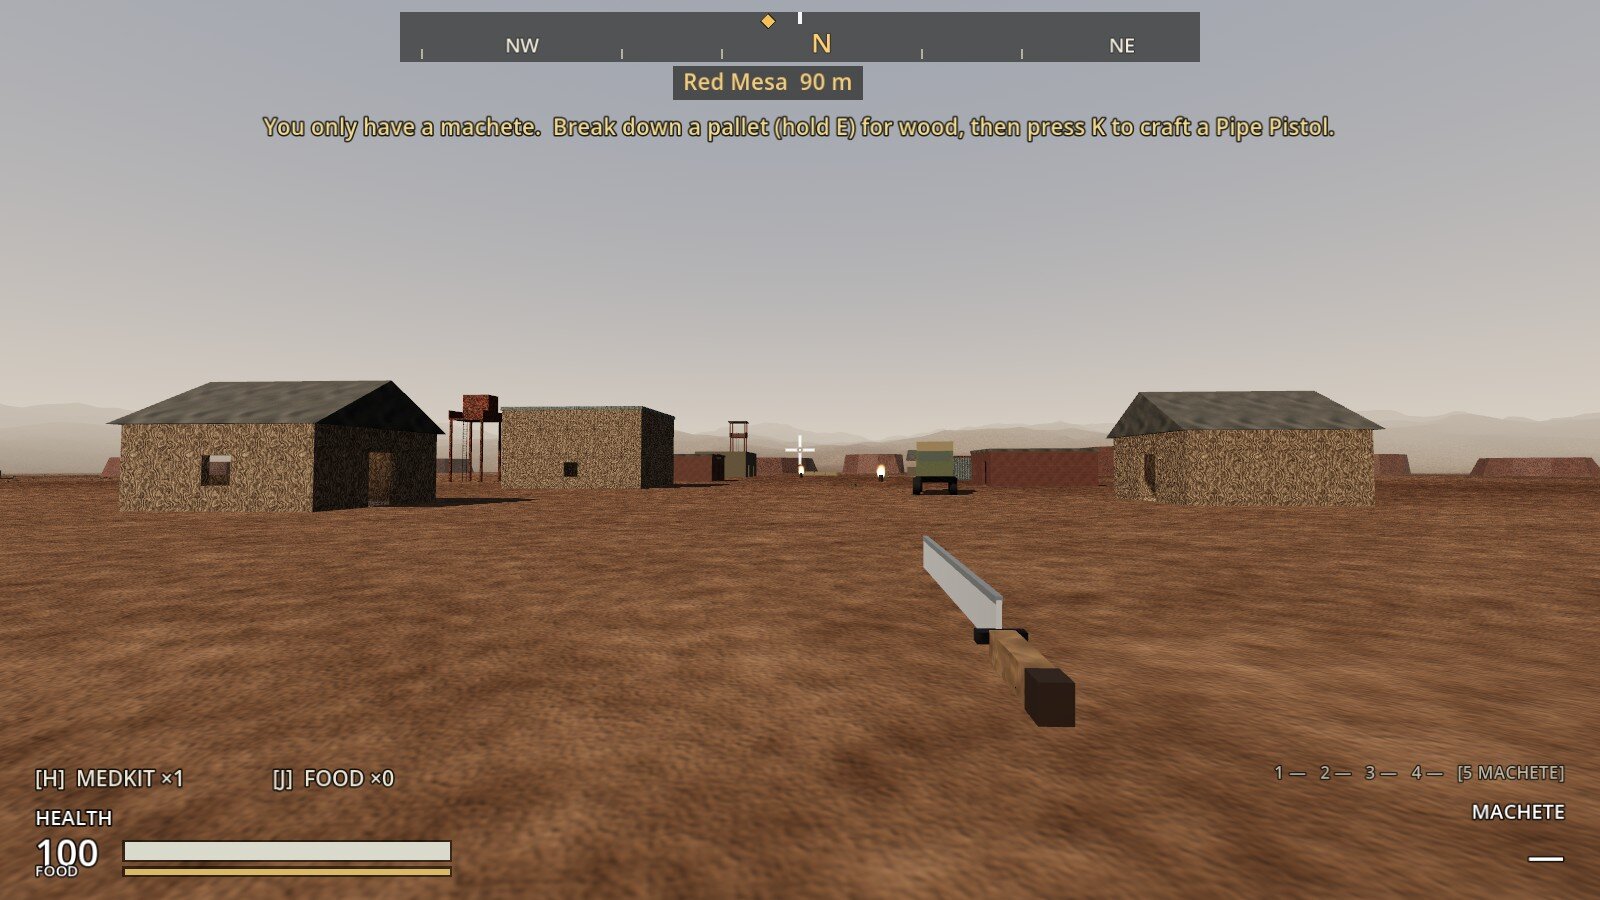 NW N NE
Red Mesa 90 m
You only have a machete. Break down a pallet (hold E) for wood, then press K to craft a Pipe Pistol.
[H] MEDKIT ×1 [J] FOOD ×0
1— 2— 3— 4— [5 MACHETE]
HEALTH
MACHETE
100
FOOD